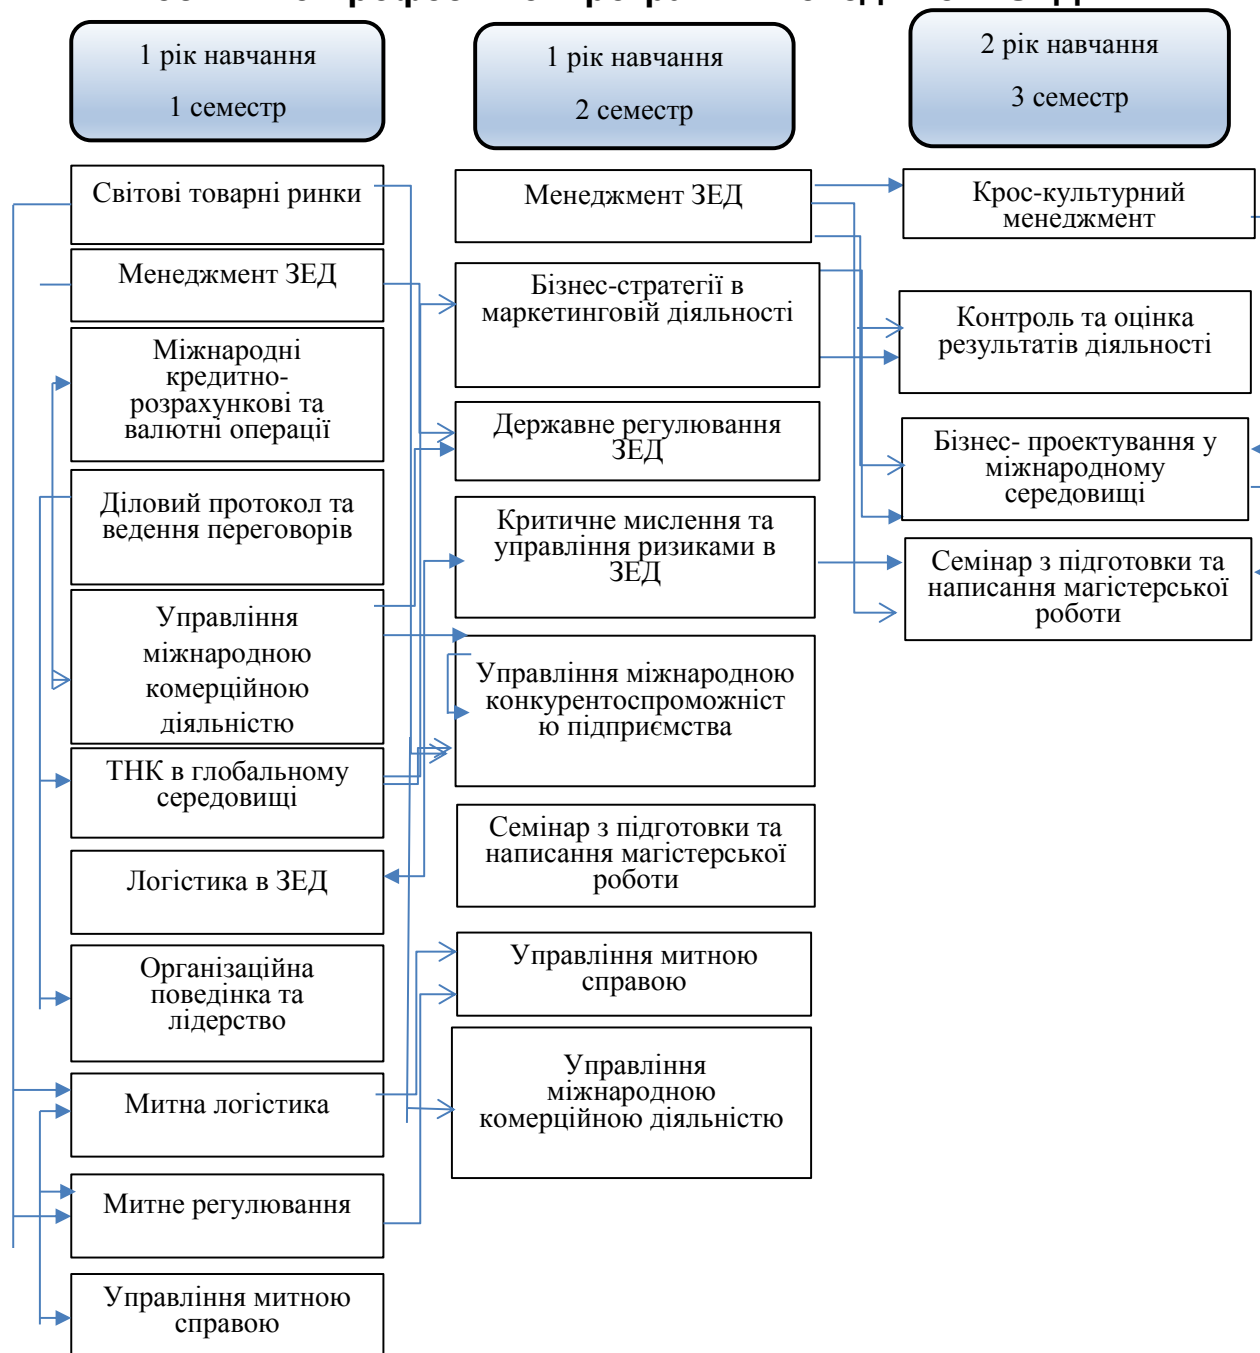 1 рік навчання
1 семестр
Світові товарні ринки
Менеджмент ЗЕД
Міжнародні
кредитно-
розрахункові та
валютні операції
Діловий протокол та
ведення переговорів
Управління
міжнародною
комерційною
діяльністю
ТНК в глобальному
середовищі
Логістика в ЗЕД
Організаційна
поведінка та
лідерство
Митна логістика
Митне регулювання
Управління митною
справою
1 рік навчання
2 семестр
Менеджмент ЗЕД
Бізнес-стратегії в
маркетинговій діяльності
Державне регулювання
ЗЕД
Критичне мислення та
управління ризиками в
ЗЕД
Управління міжнародною
конкурентоспроможніст
ю підприємства
Семінар з підготовки та
написання магістерської
роботи
Управління митною
справою
Управління
міжнародною
комерційною діяльністю
2 рік навчання
3 семестр
Крос-культурний
менеджмент
Контроль та оцінка
результатів діяльності
Бізнес- проектування у
міжнародному
середовищі
Семінар з підготовки та
написання магістерської
роботи